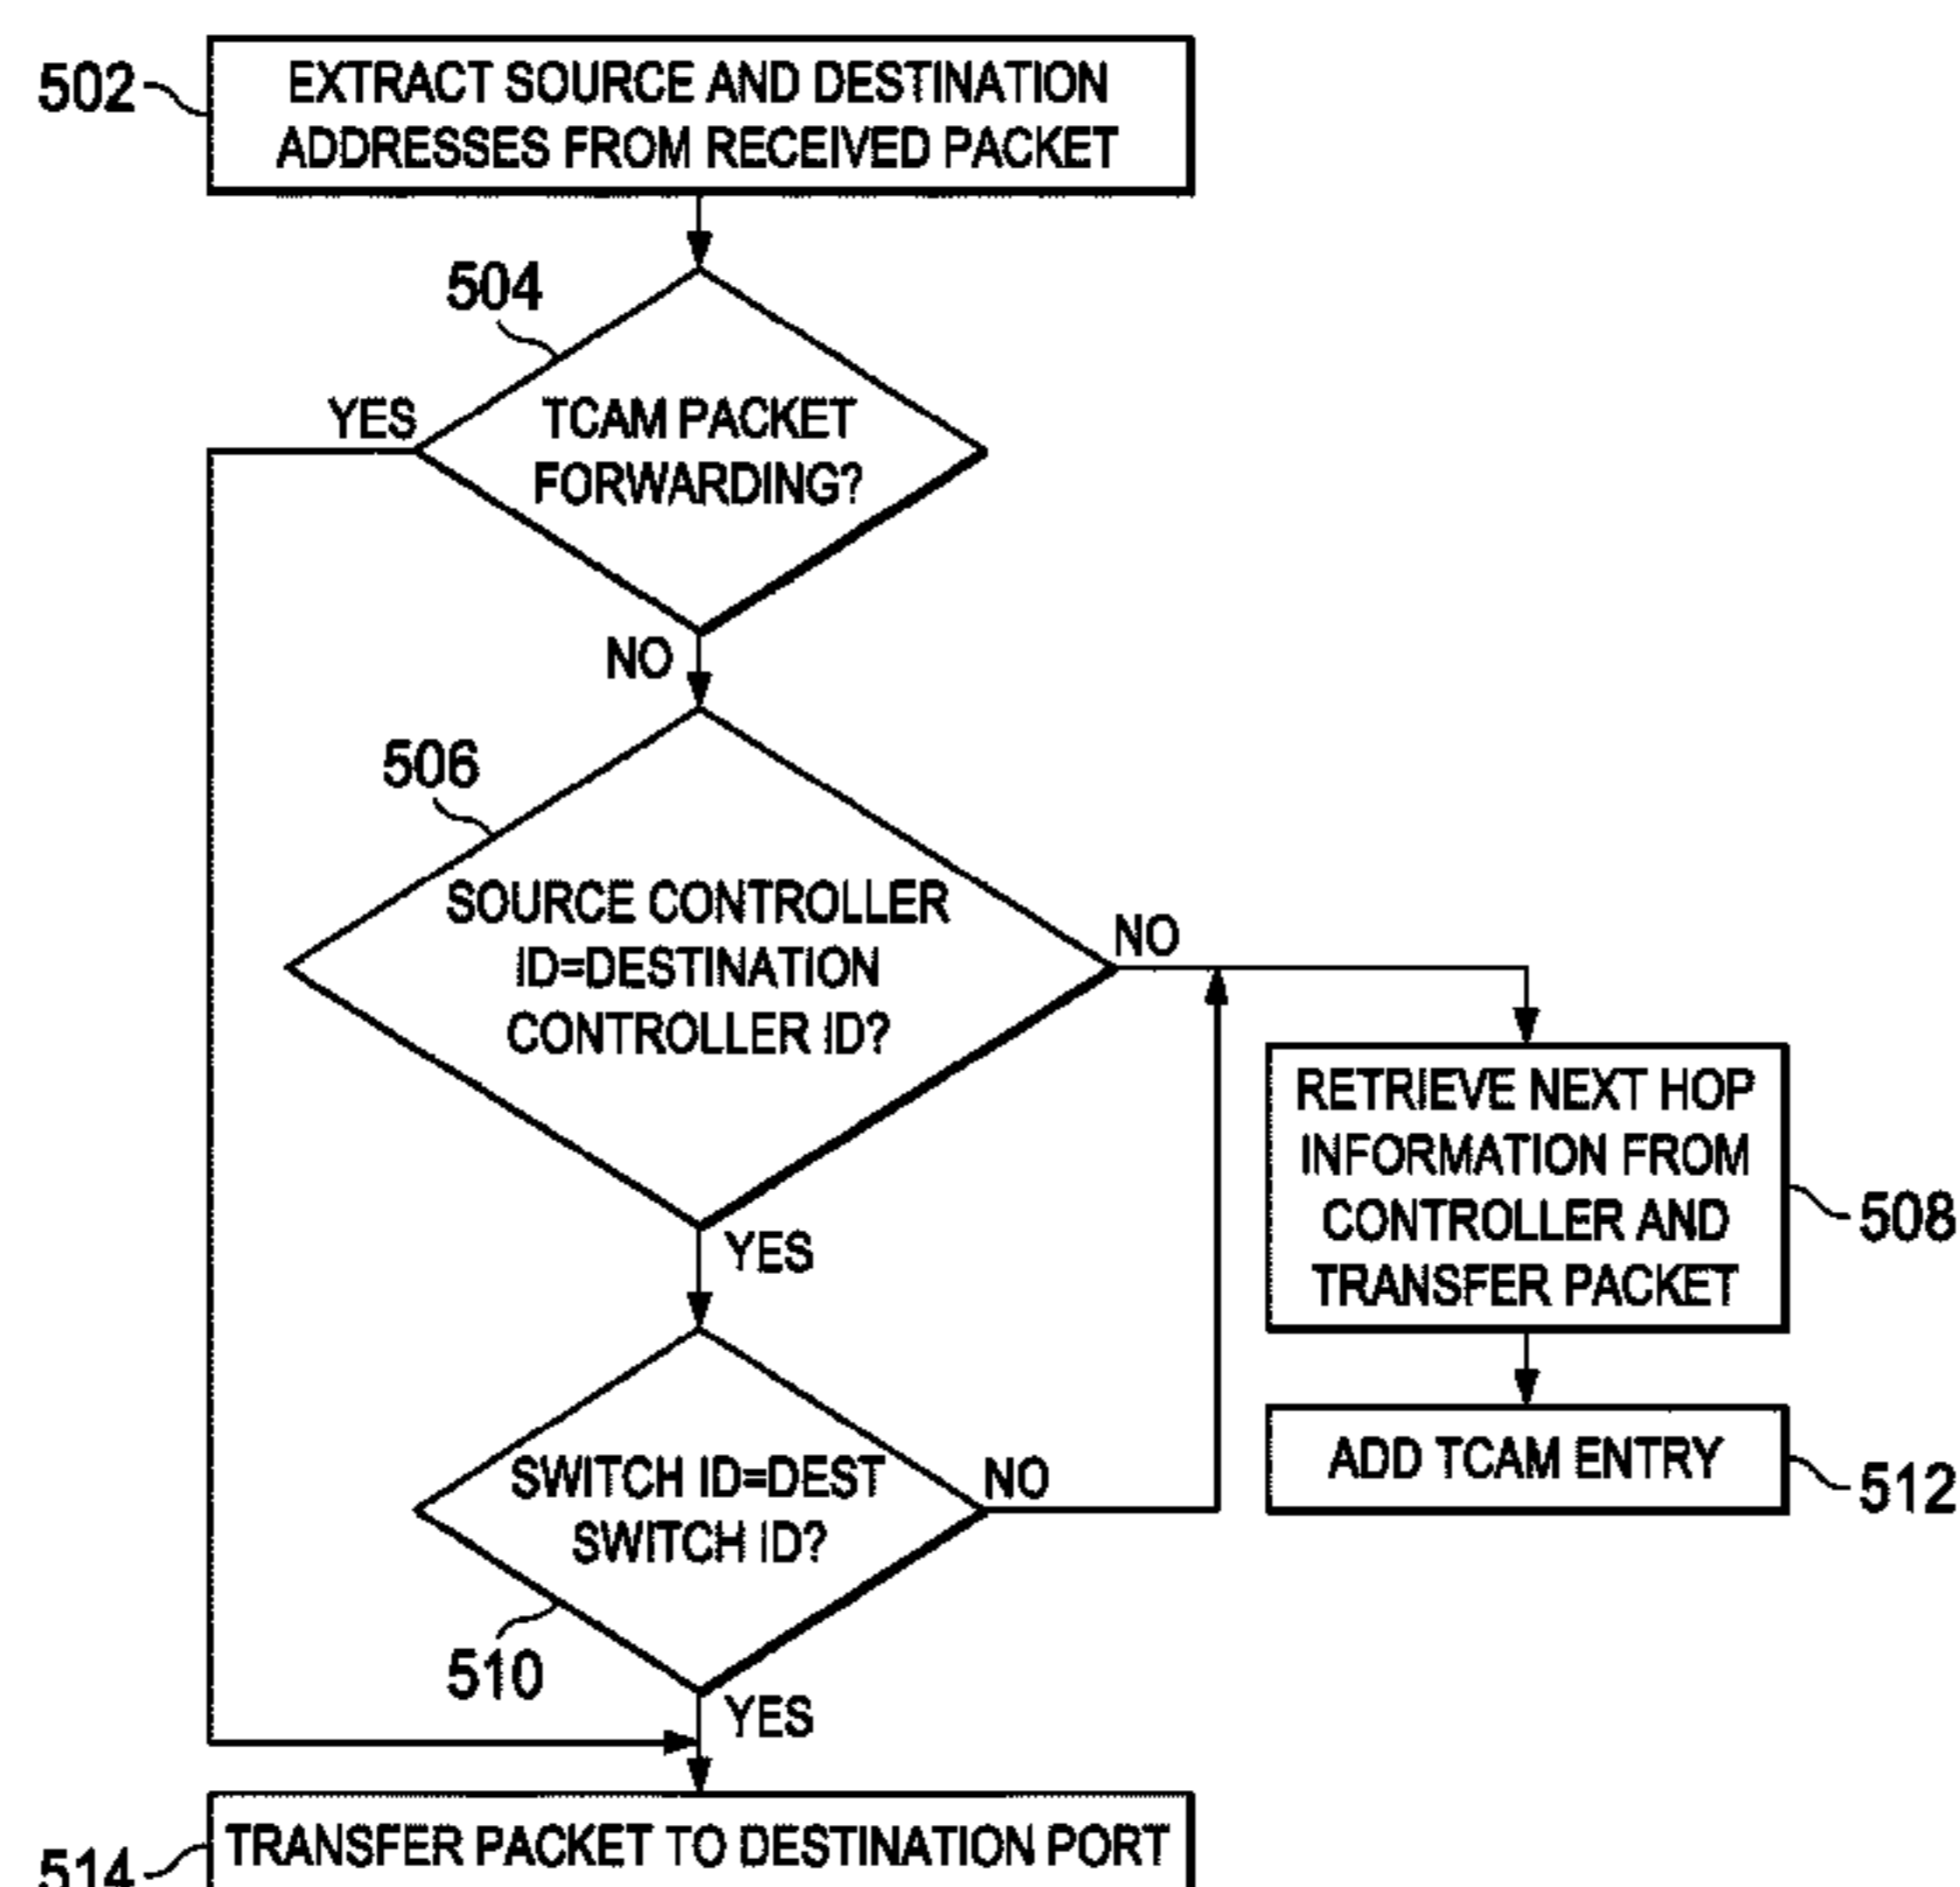 502
EXTRACT SOURCE AND DESTINATION
ADDRESSES FROM RECEIVED PACKET
504
YES
TCAM PACKET
FORWARDING?
NO
506
SOURCE CONTROLLER
ID=DESTINATION
CONTROLLER ID?
NO
YES
RETRIEVE NEXT HOP
INFORMATION FROM
CONTROLLER AND
TRANSFER PACKET
508
SWITCH ID=DEST
SWITCH ID?
NO
ADD TCAM ENTRY
512
510
YES
514
TRANSFER PACKET TO DESTINATION PORT